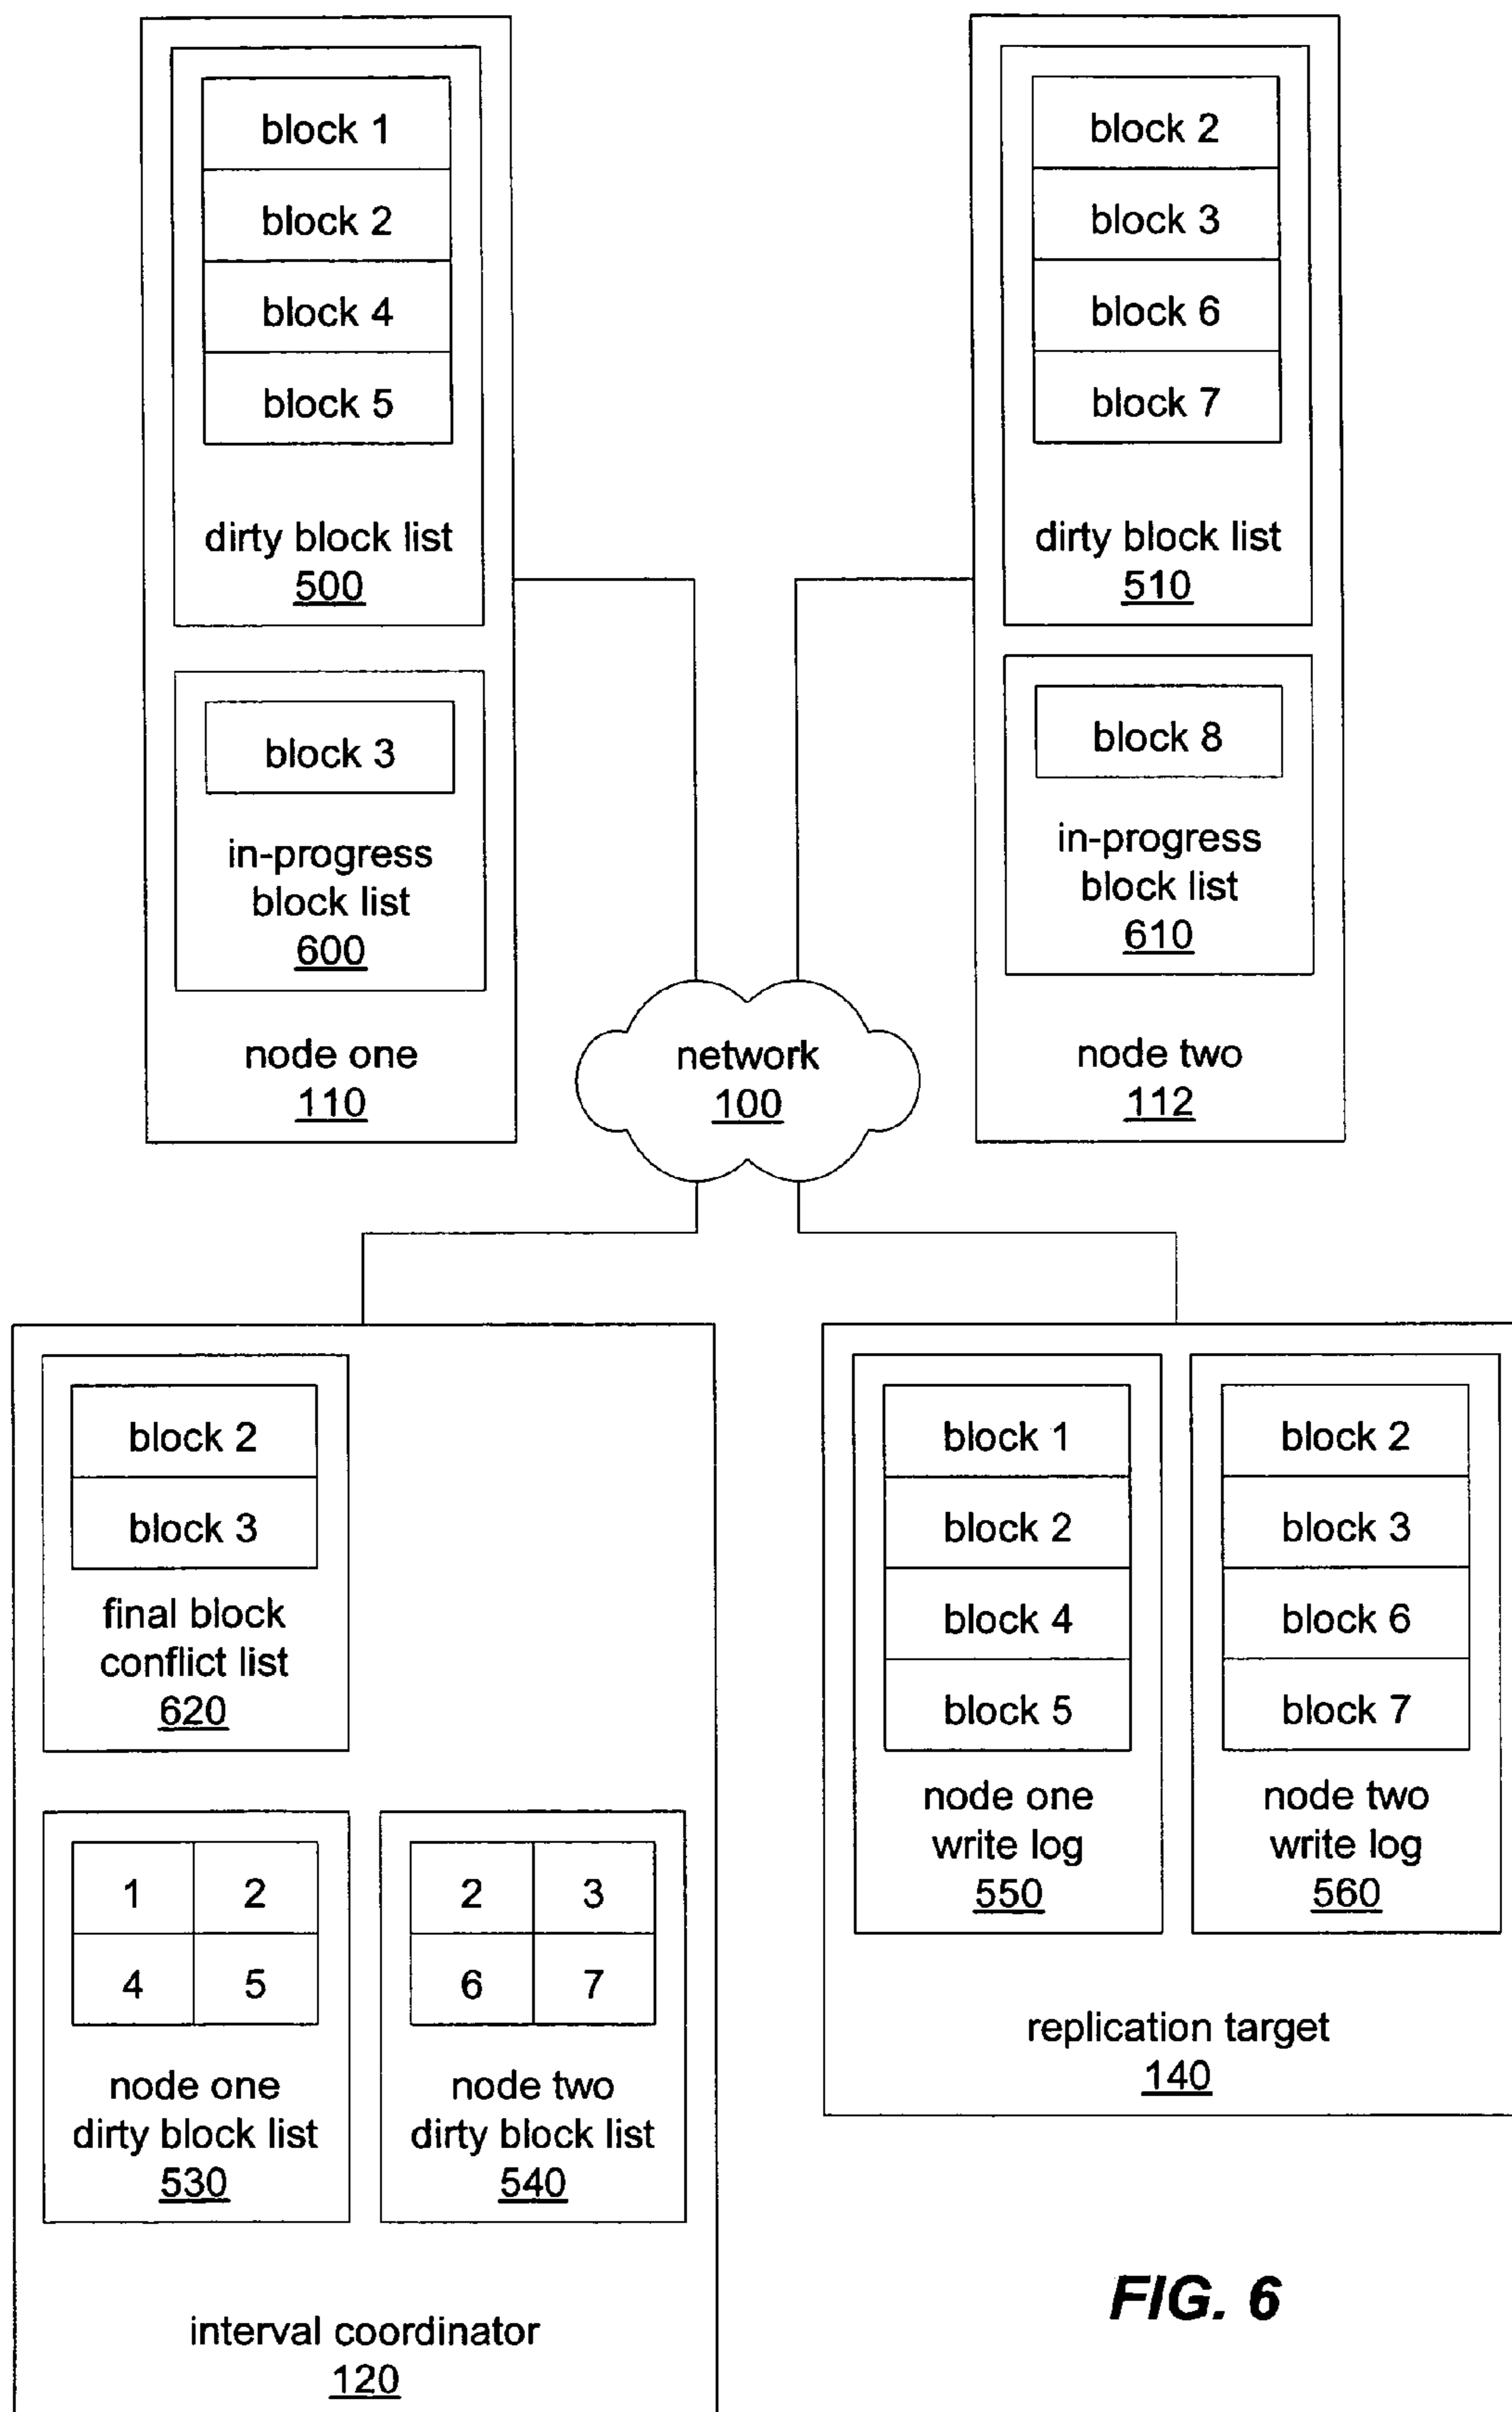 block 1
block 2
block 4
block 5
dirty block list
500
block 3
in-progress
block list
600
node one
110
block 2
block 3
block 6
block 7
dirty block list
510
block 8
in-progress
block list
610
node two
112
network
100
block 2
block 3
final block
conflict list
620
1 2
4 5
node one
dirty block list
530
2 3
6 7
node two
dirty block list
540
interval coordinator
120
block 1
block 2
block 4
block 5
node one
write log
550
block 2
block 3
block 6
block 7
node two
write log
560
replication target
140
FIG. 6